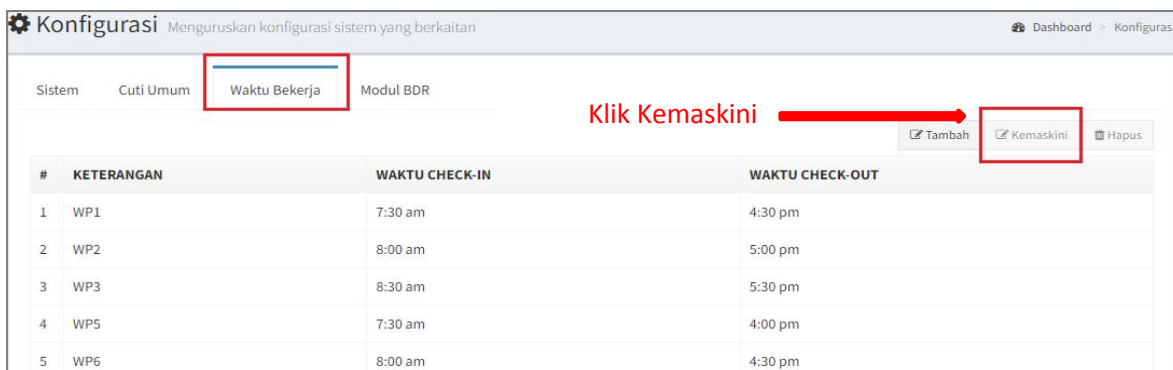 Konfigurasi Menguruskan konfigurasi sistem yang berkaitan Dashboard > Konfiguras
Sistem Cuti Umum Waktu Bekerja Modul BDR
Klik Kemaskini
Tambah Kemaskini Hapus
# KETERANGAN WAKTU CHECK-IN WAKTU CHECK-OUT
1 WP1 7:30 am 4:30 pm
2 WP2 8:00 am 5:00 pm
3 WP3 8:30 am 5:30 pm
4 WP5 7:30 am 4:00 pm
5 WP6 8:00 am 4:30 pm